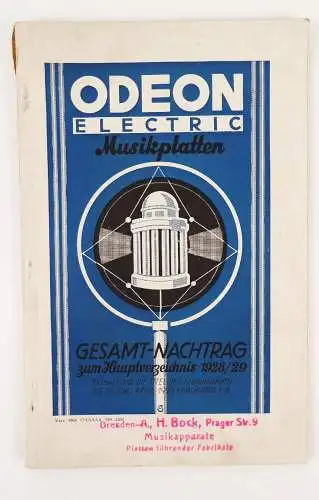 ODEON
ELECTRIC
Musikplatten
GESAMT-NACHTRAG
zum Hauptverzeichnis 1928/29
Dresden-A, H. Bock, Prager Str. 9
Musikapparate
Platten führender Fabrikate